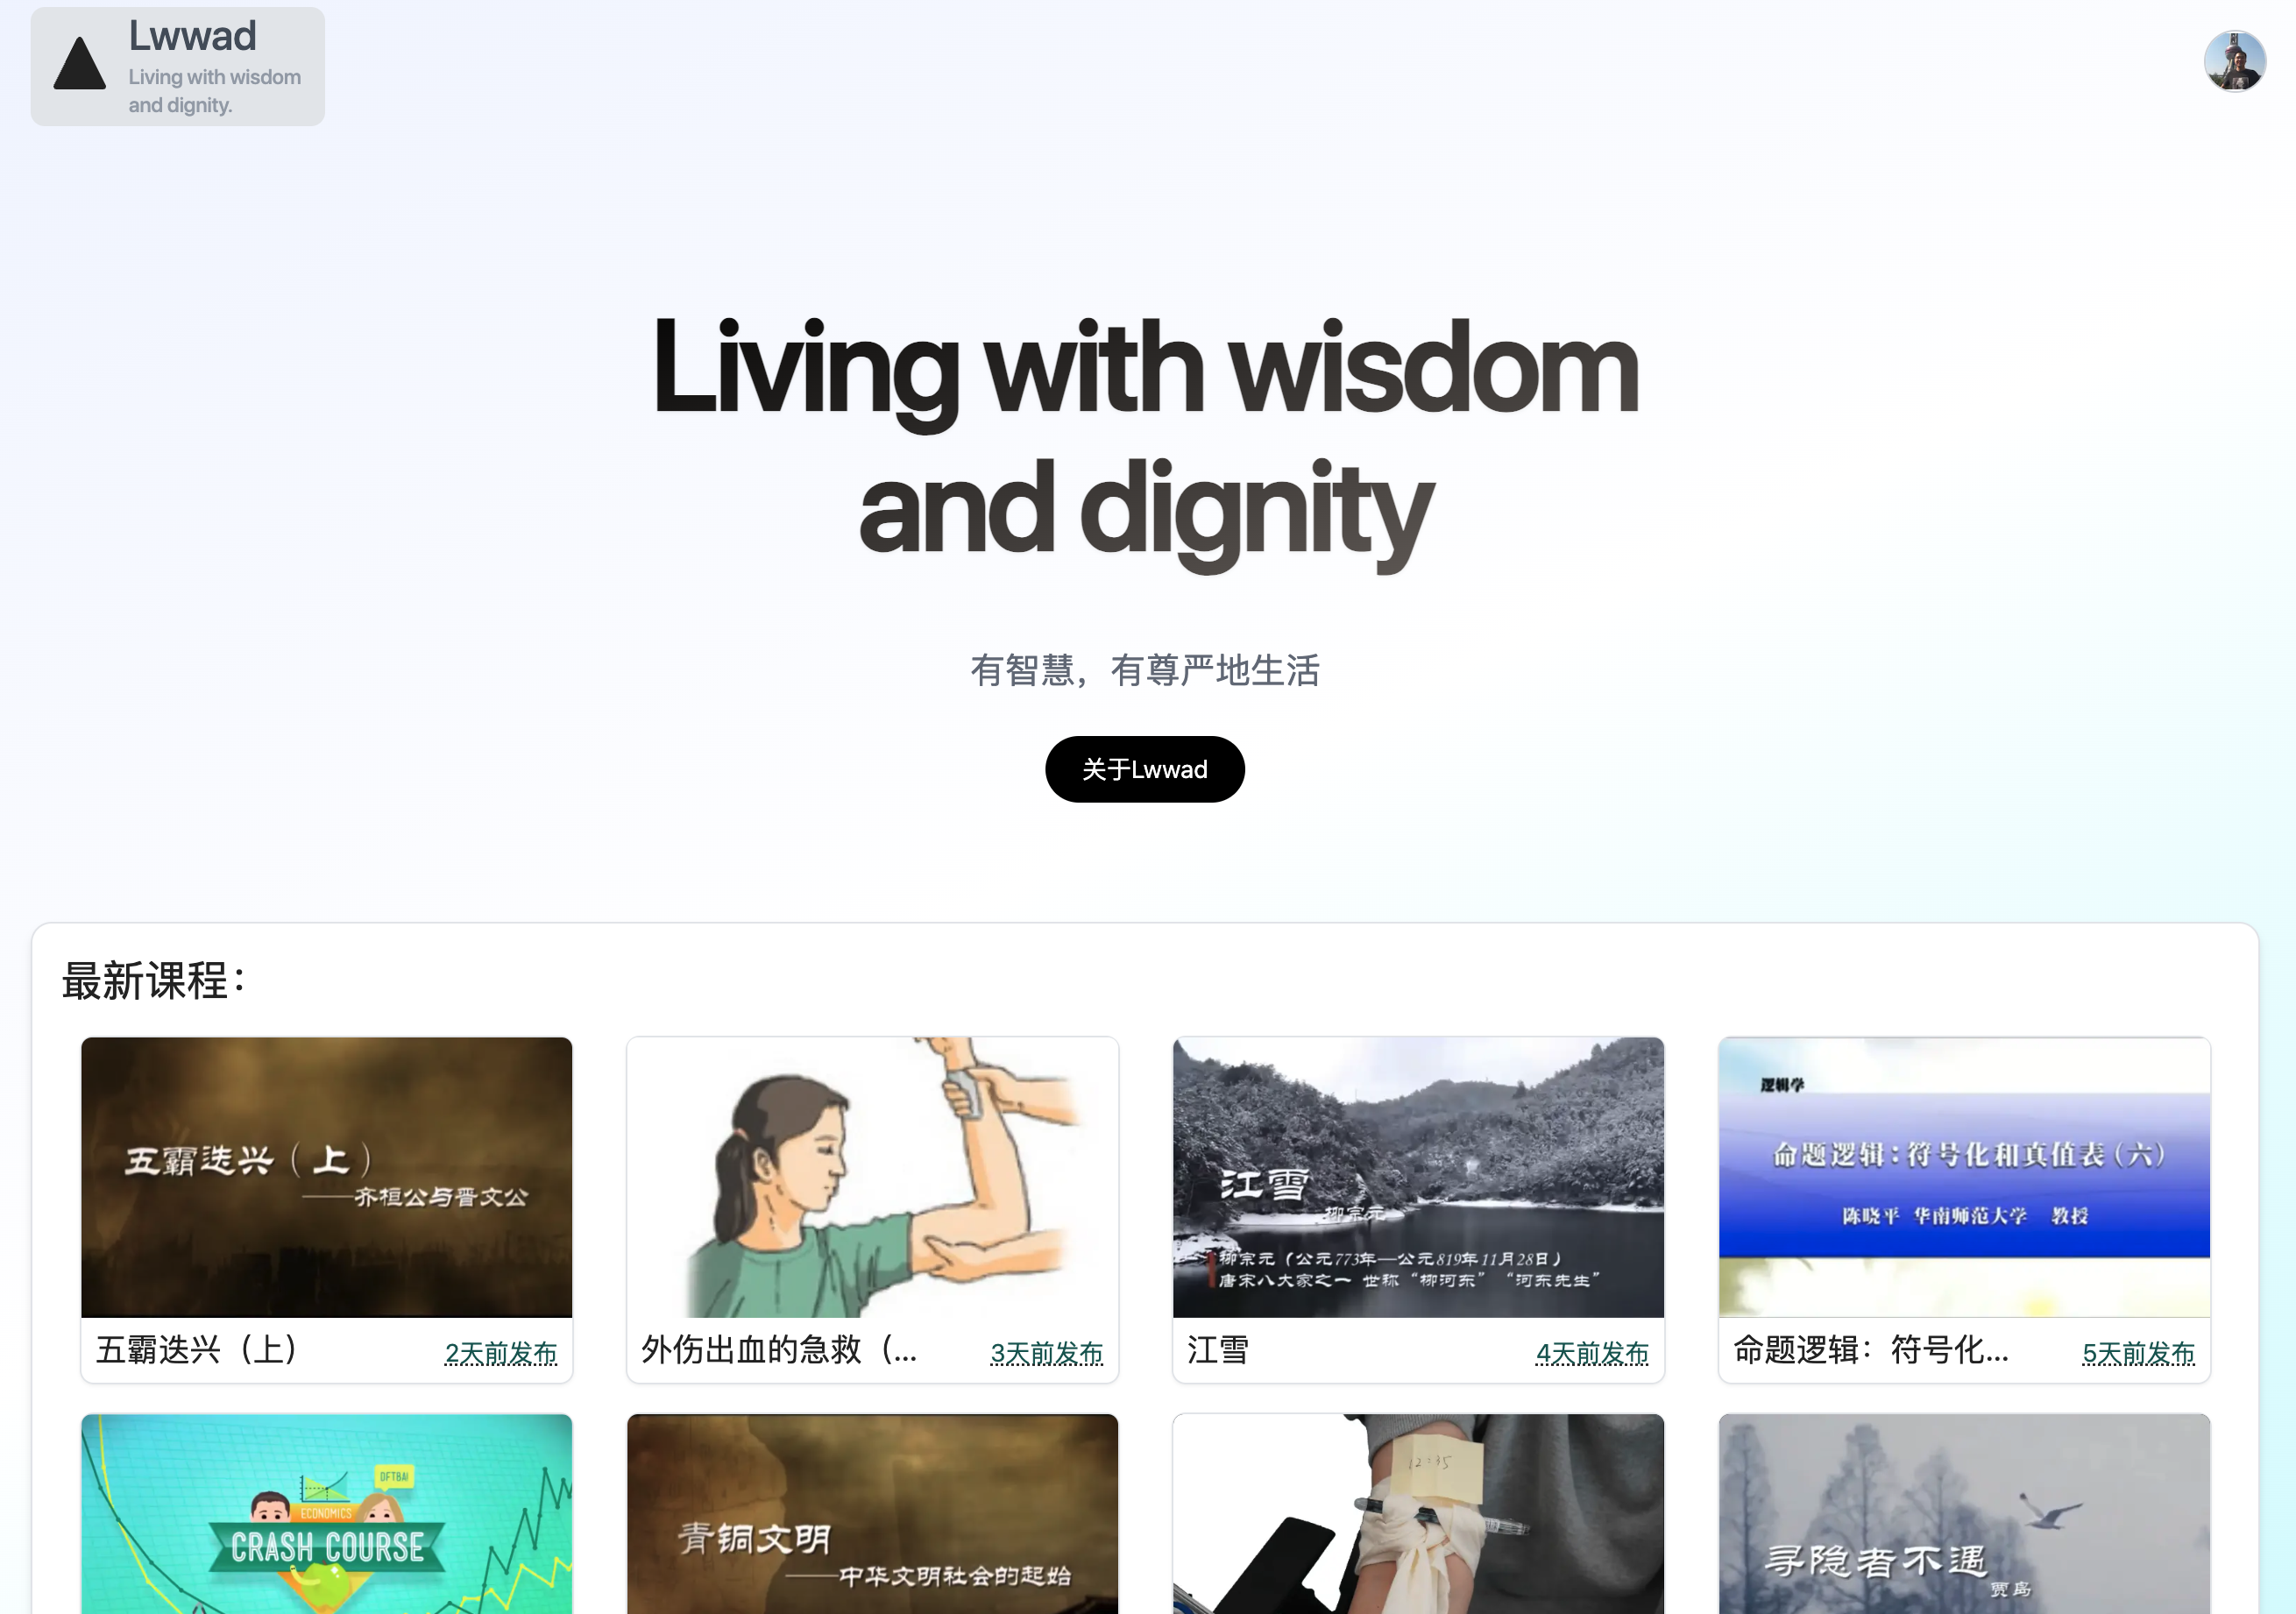 Lwwad
Living with wisdom
and dignity.
Living with wisdom
and dignity
有智慧，有尊严地生活
关于Lwwad
最新课程：
五霸迭兴（上）
——齐桓公与晋文公
五霸迭兴（上）
2天前发布
外伤出血的急救（...
3天前发布
江雪
柳宗元
柳宗元（公元773年—公元819年11月28日）
唐宋八大家之一 世称“柳河东”“河东先生”
江雪
4天前发布
逻辑学
命题逻辑：符号化和真值表（六）
陈晓平 华南师范大学 教授
命题逻辑：符号化...
5天前发布
DFTBA!
ECONOMICS
CRASH COURSE
青铜文明
——中华文明社会的起始
12:35
寻隐者不遇
贾岛